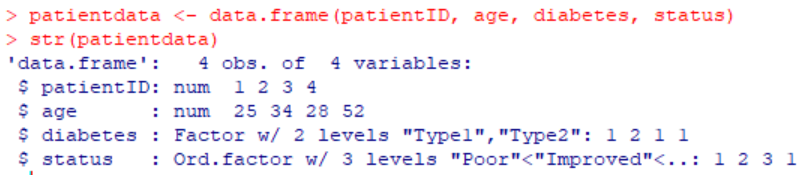 > patientdata <- data.frame(patientID, age, diabetes, status)
> str(patientdata)
'data.frame':   4 obs. of  4 variables:
 $ patientID: num  1 2 3 4
 $ age      : num  25 34 28 52
 $ diabetes : Factor w/ 2 levels "Type1","Type2": 1 2 1 1
 $ status   : Ord.factor w/ 3 levels "Poor"<"Improved"<..: 1 2 3 1